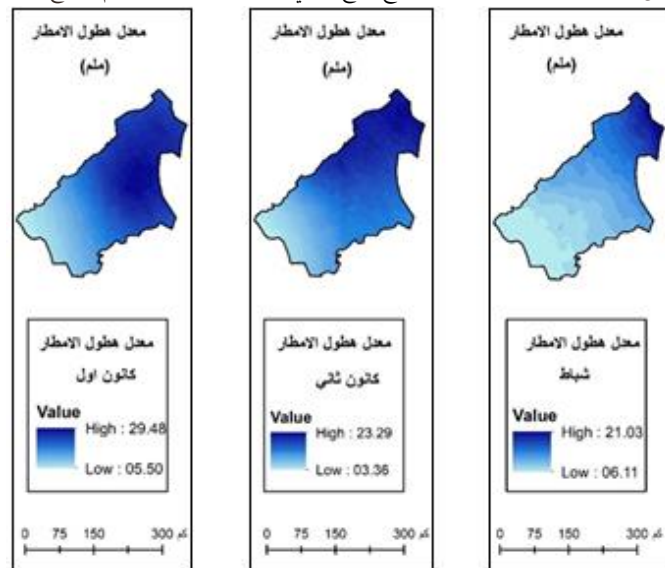 معدل هطول الامطار
(ملم)
معدل هطول الامطار
كانون اول
Value
High : 29.48
Low : 05.50
0 75 150 300 كم
معدل هطول الامطار
(ملم)
معدل هطول الامطار
كانون ثاني
Value
High : 23.29
Low : 03.36
0 75 150 300 كم
معدل هطول الامطار
(ملم)
معدل هطول الامطار
شباط
Value
High : 21.03
Low : 06.11
0 75 150 300 كم